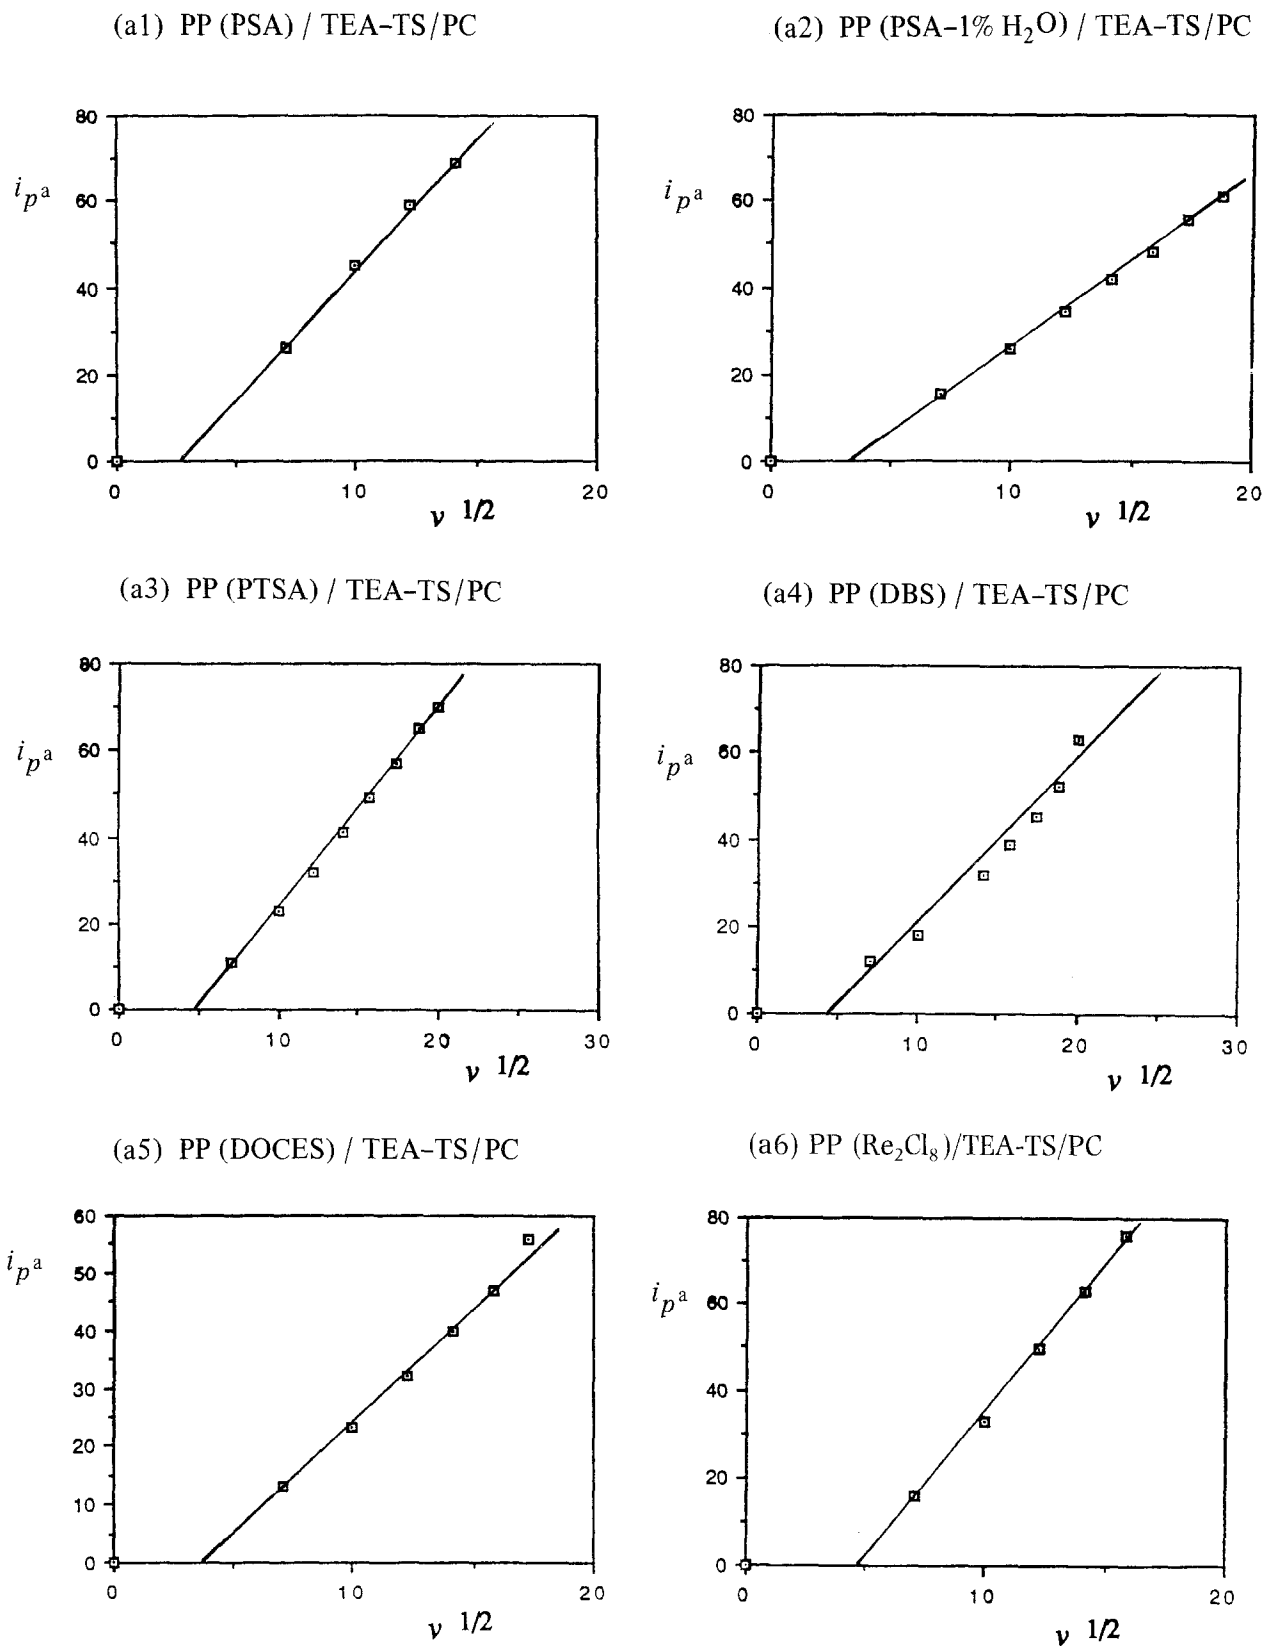 (a1) PP (PSA) / TEA–TS/PC
(a2) PP (PSA–1% H₂O) / TEA–TS/PC
80
60
40
20
0
iₚᵃ
0 10 20
ν 1/2
80
60
40
20
0
iₚᵃ
0 10 20
ν 1/2
(a3) PP (PTSA) / TEA–TS/PC
(a4) PP (DBS) / TEA–TS/PC
80
60
40
20
0
iₚᵃ
0 10 20 30
ν 1/2
80
60
40
20
0
iₚᵃ
0 10 20 30
ν 1/2
(a5) PP (DOCES) / TEA–TS/PC
(a6) PP (Re₂Cl₈)/TEA-TS/PC
60
50
40
30
20
10
0
iₚᵃ
0 10 20
ν 1/2
80
60
40
20
0
iₚᵃ
0 10 20
ν 1/2